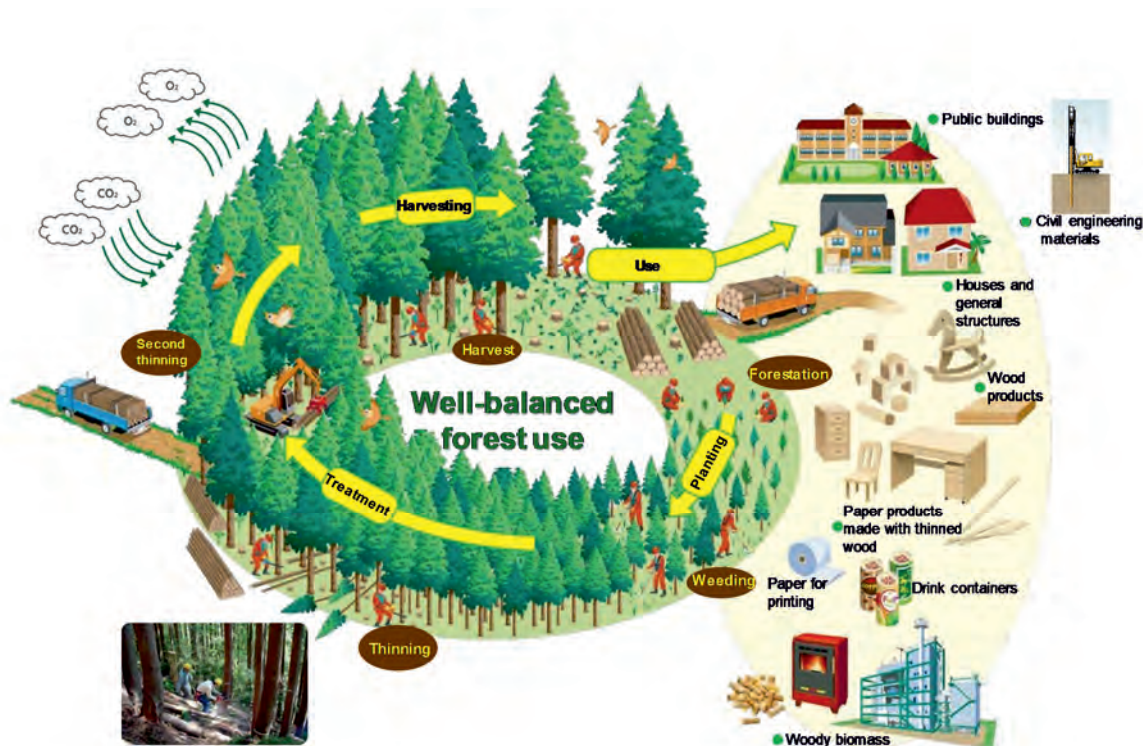 O₂
O₂
CO₂
CO₂
Public buildings
Civil engineering
materials
Harvesting
Use
Houses and
general
structures
Second
thinning
Harvest
Forestation
Wood
products
Well-balanced
forest use
Planting
Treatment
Paper products
made with thinned
wood
Weeding
Paper for
printing
Drink containers
Thinning
Woody biomass